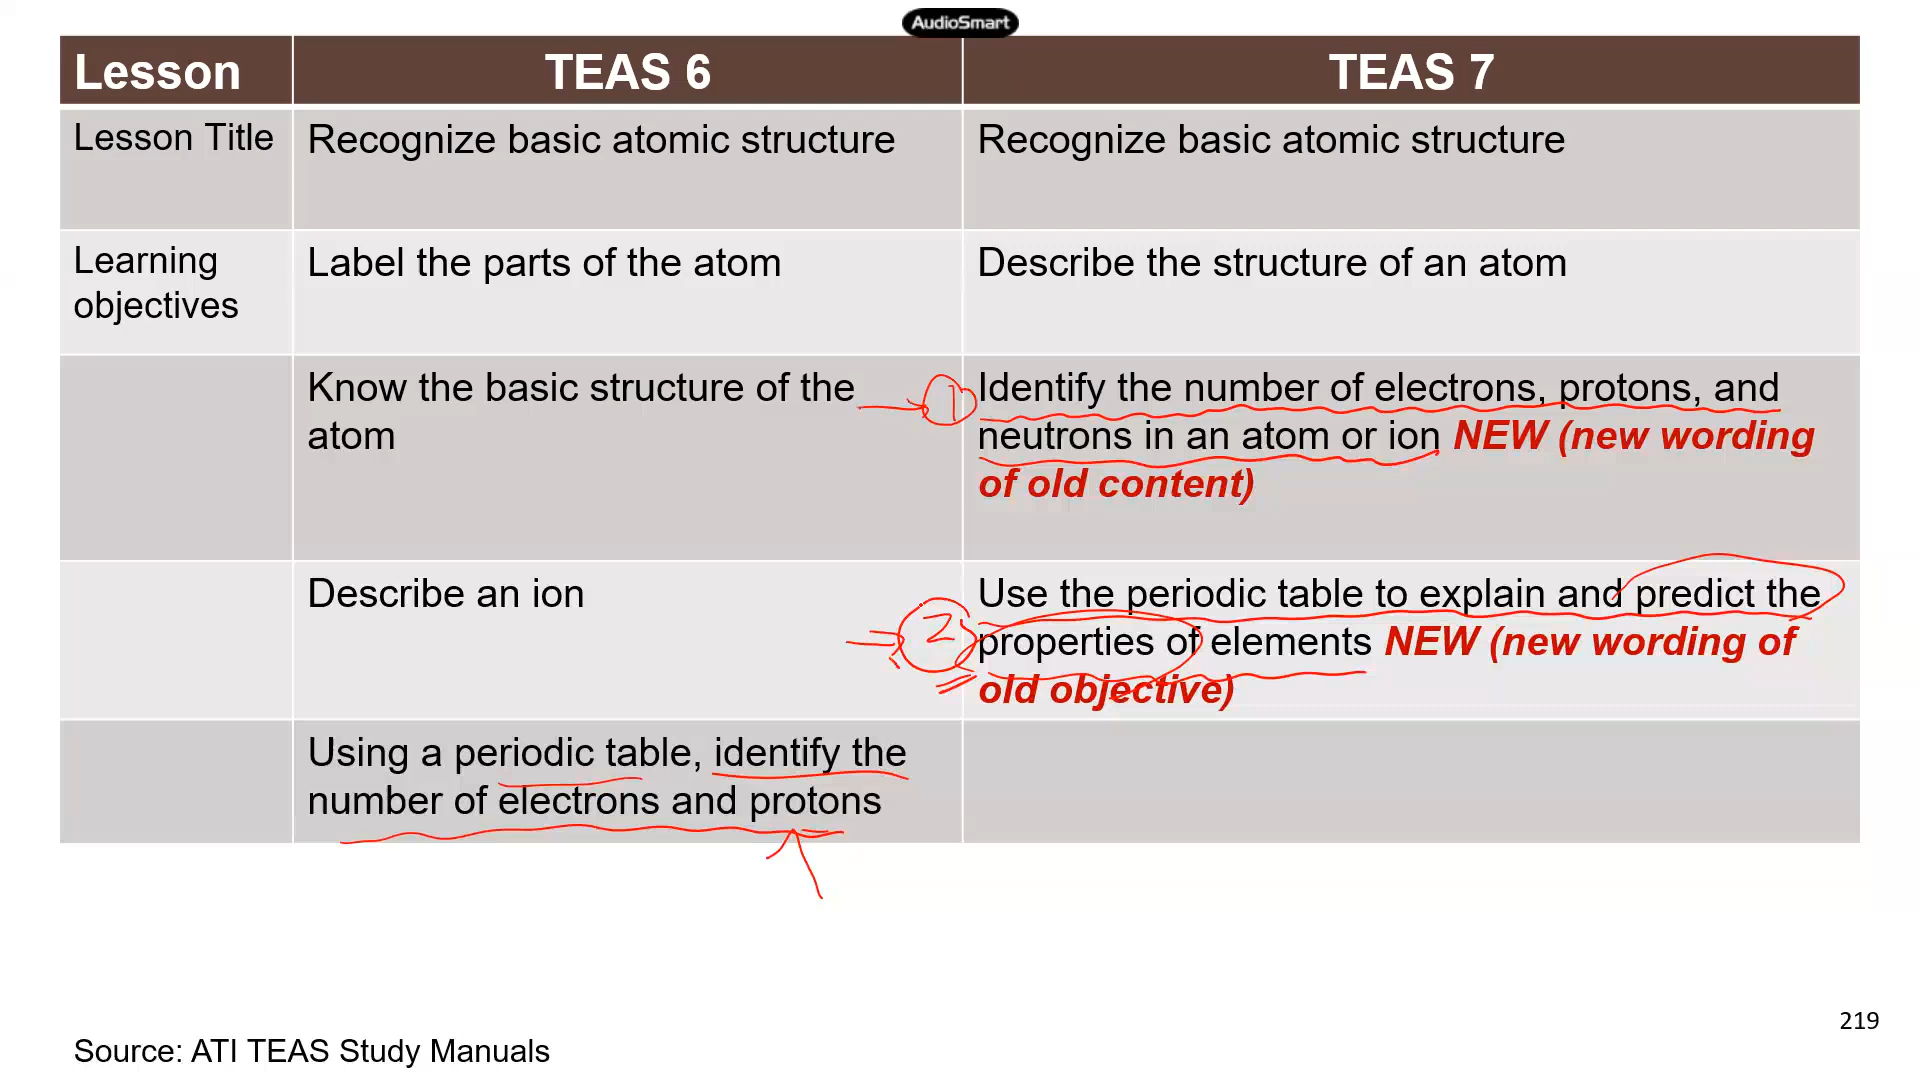 AudioSmart
Lesson TEAS 6 TEAS 7
Lesson Title Recognize basic atomic structure Recognize basic atomic structure
Learning objectives Label the parts of the atom Describe the structure of an atom
Know the basic structure of the
atom
1
Identify the number of electrons, protons, and
neutrons in an atom or ion NEW (new wording
of old content)
Describe an ion
2
Use the periodic table to explain and predict the
properties of elements NEW (new wording of
old objective)
Using a periodic table, identify the
number of electrons and protons
219
Source: ATI TEAS Study Manuals